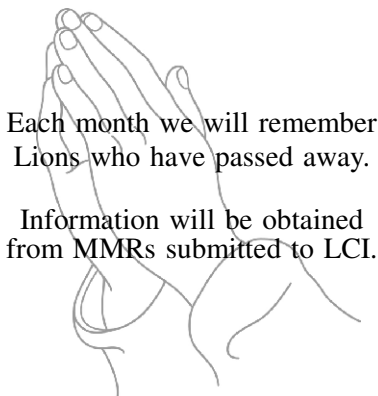 Each month we will remember
Lions who have passed away.
Information will be obtained
from MMRs submitted to LCI.